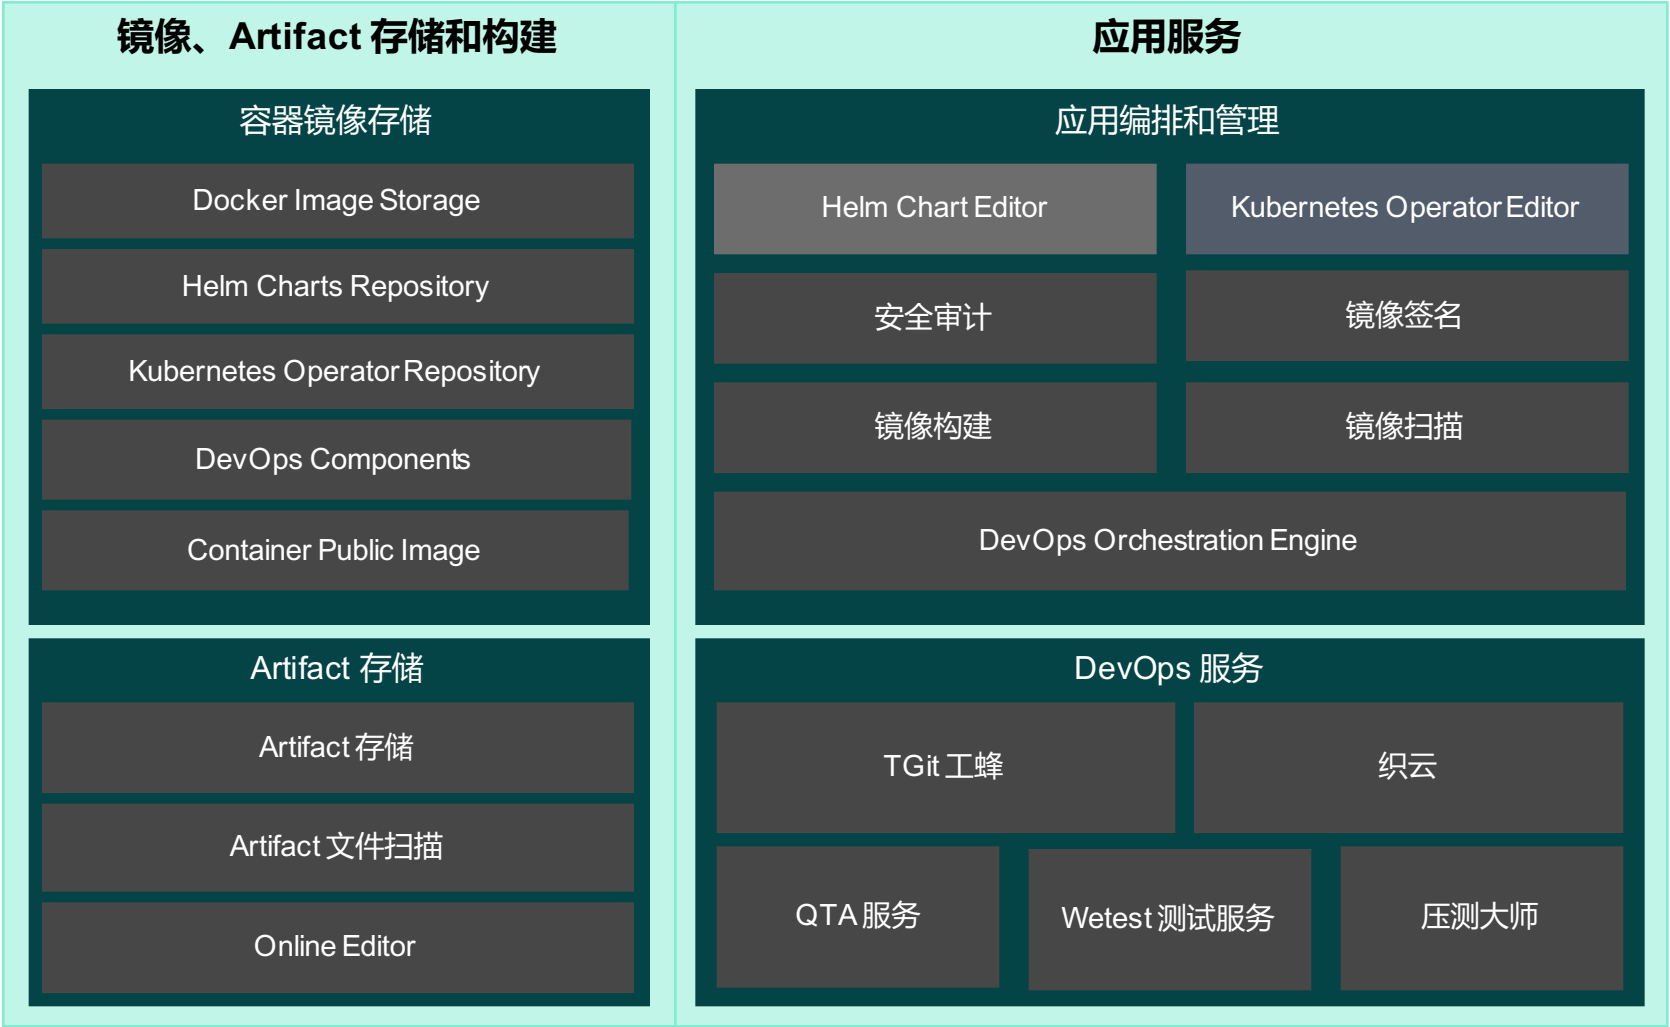 镜像、Artifact 存储和构建
容器镜像存储
Docker Image Storage
Helm Charts Repository
Kubernetes Operator Repository
DevOps Components
Container Public Image
Artifact 存储
Artifact 存储
Artifact 文件扫描
Online Editor
应用服务
应用编排和管理
Helm Chart Editor
Kubernetes Operator Editor
安全审计
镜像签名
镜像构建
镜像扫描
DevOps Orchestration Engine
DevOps 服务
TGit 工蜂
织云
QTA 服务
Wetest 测试服务
压测大师